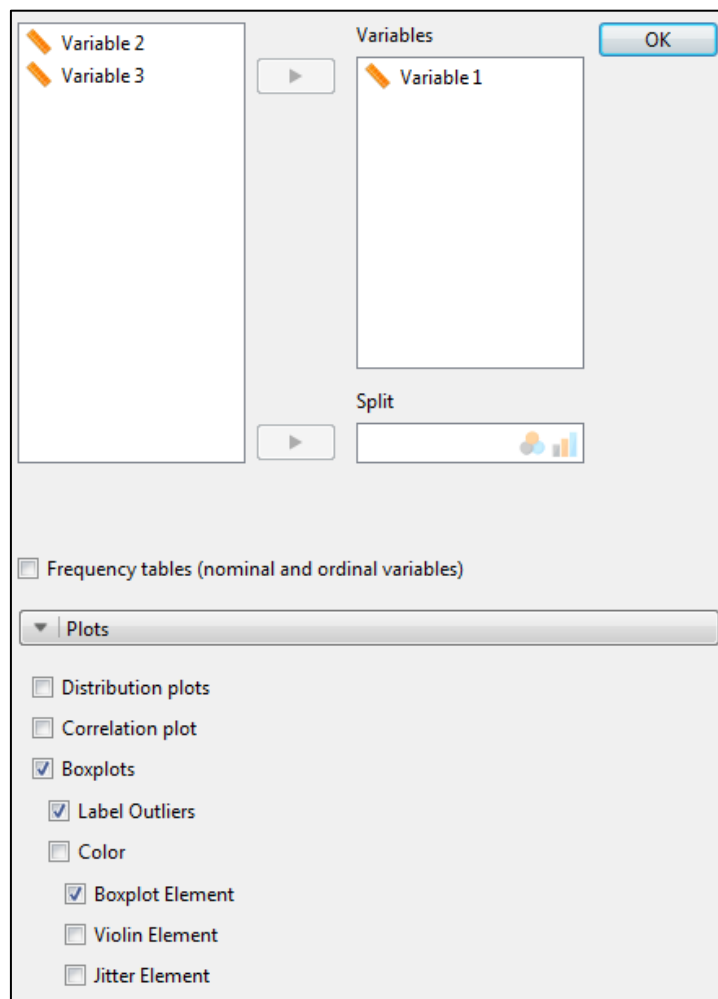 Variable 2
Variable 3
Variables
Variable 1
OK
Split
Frequency tables (nominal and ordinal variables)
Plots
Distribution plots
Correlation plot
Boxplots
Label Outliers
Color
Boxplot Element
Violin Element
Jitter Element